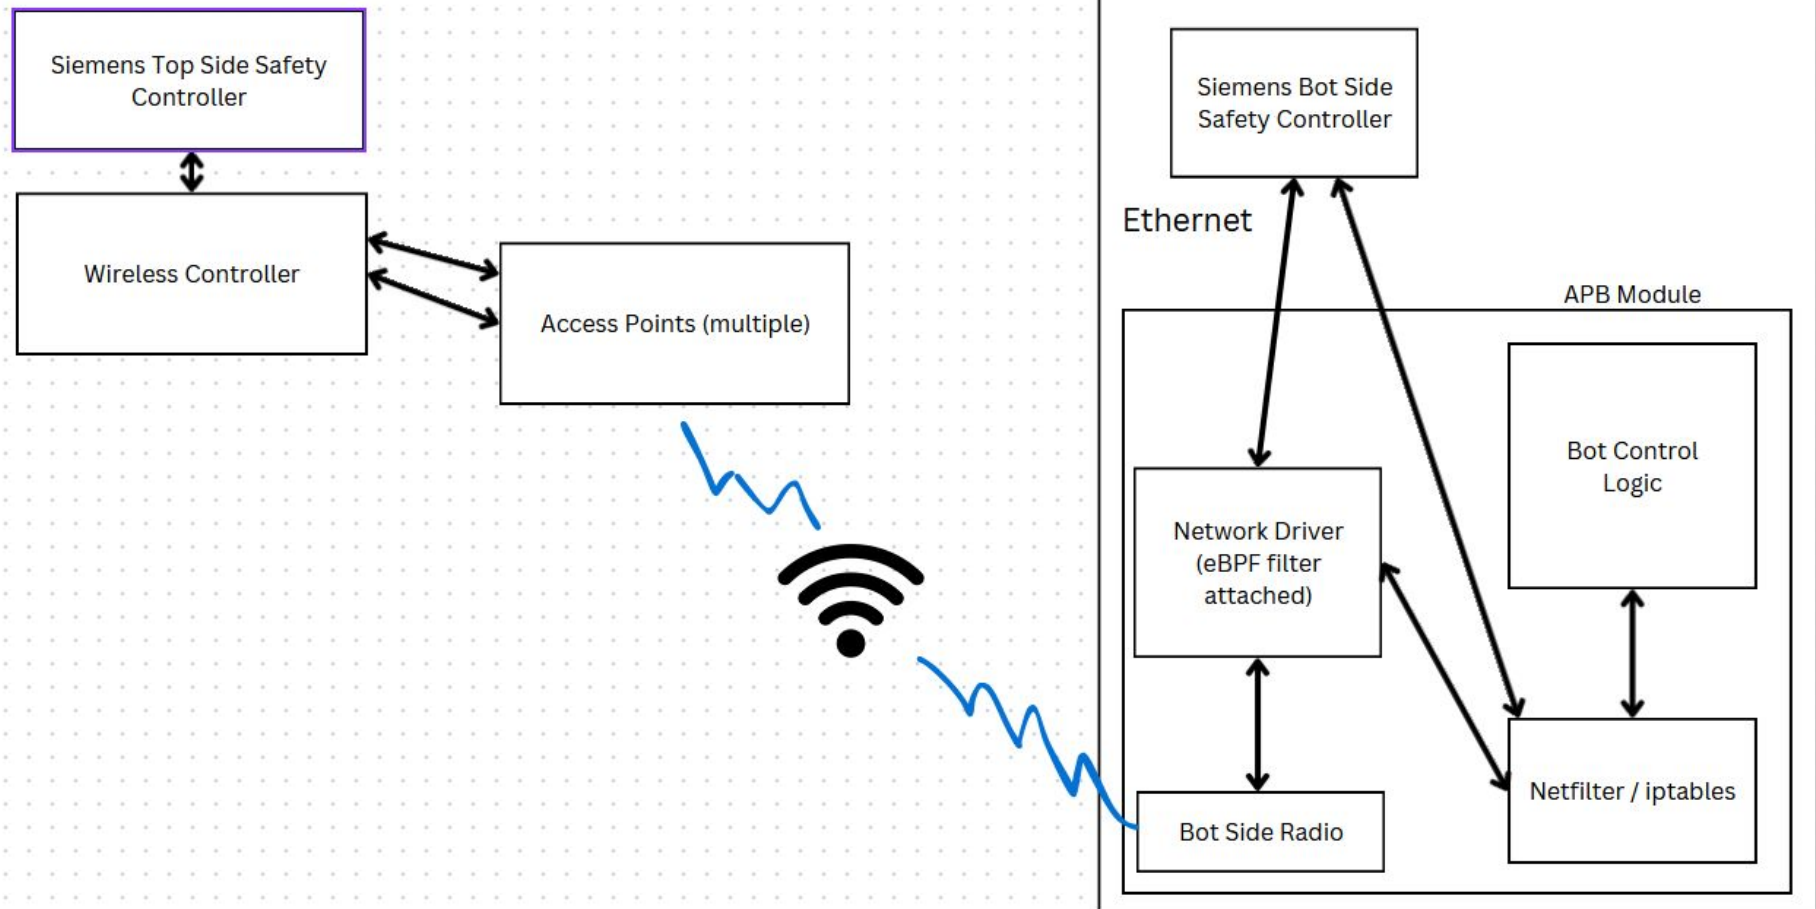 Siemens Top Side Safety
Controller
Wireless Controller
Access Points (multiple)
Siemens Bot Side
Safety Controller
Ethernet
APB Module
Bot Control
Logic
Network Driver
(eBPF filter
attached)
Netfilter / iptables
Bot Side Radio